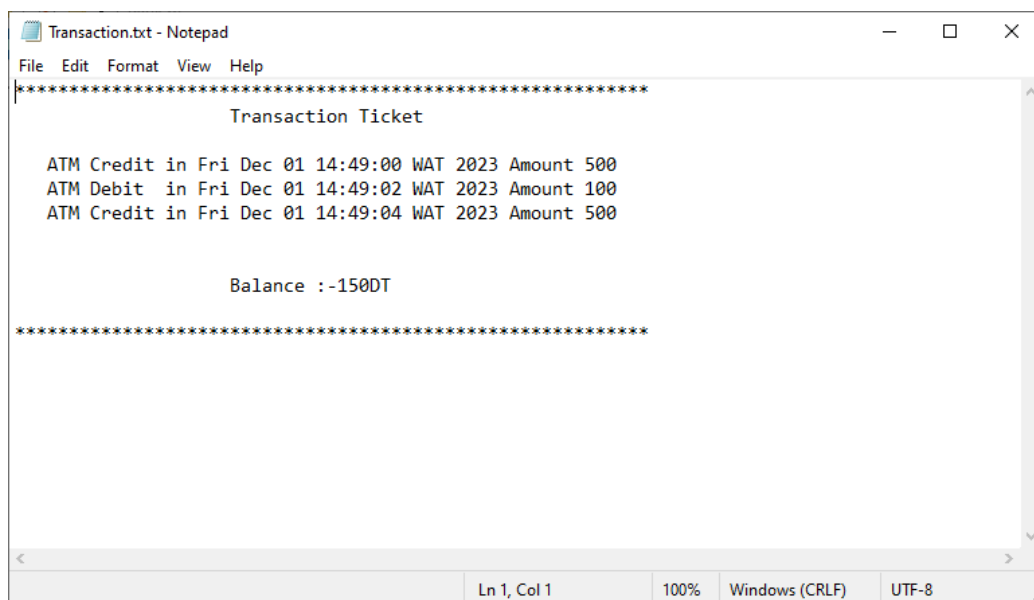 Transaction.txt - Notepad
File Edit Format View Help
***********************************************************
Transaction Ticket
ATM Credit in Fri Dec 01 14:49:00 WAT 2023 Amount 500
ATM Debit  in Fri Dec 01 14:49:02 WAT 2023 Amount 100
ATM Credit in Fri Dec 01 14:49:04 WAT 2023 Amount 500
Balance :-150DT
***********************************************************
Ln 1, Col 1 100% Windows (CRLF) UTF-8